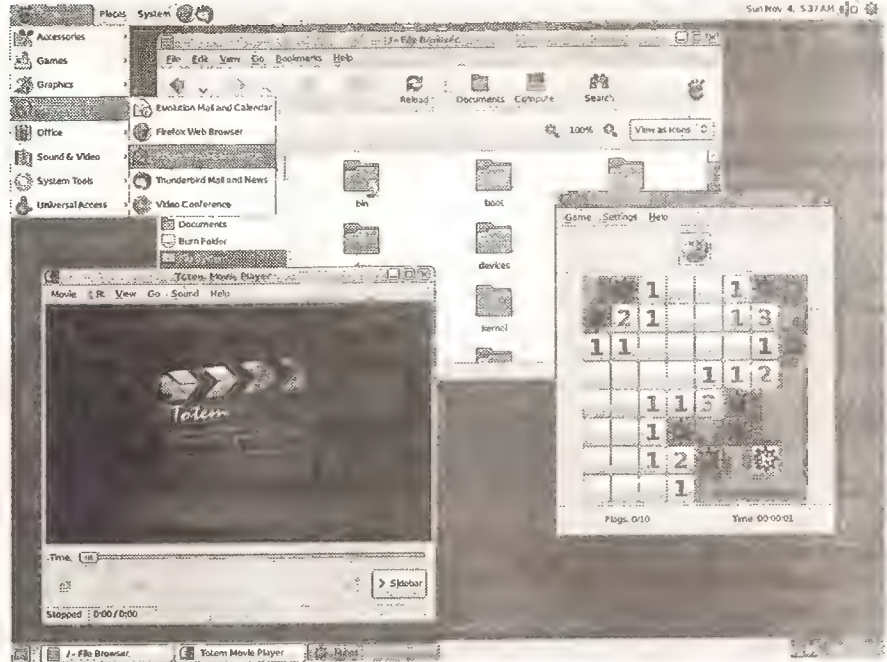 Places System Sun Nov 4, 5:37 AM
Accessories
Games
Graphics
Office
Sound & Video
System Tools
Universal Access
Evolution Mail and Calendar
Firefox Web Browser
Thunderbird Mail and News
Video Conference
/ - File Browser
File Edit View Go Bookmarks Help
Reload Documents Compute Search
100% View as Icons
Documents
Burn Folder
bin
boot
devices
kernel
Totem Movie Player
Movie Edit View Go Sound Help
Totem
Time:
Sidebar
Stopped 0:00 / 0:00
Game Settings Help
1 1
2 1 1 3
1 1 1
1 1 2
1 1 3
1
1 2
1
Flags: 0/10 Time: 00:00:01
/ - File Browser Totem Movie Player Mines